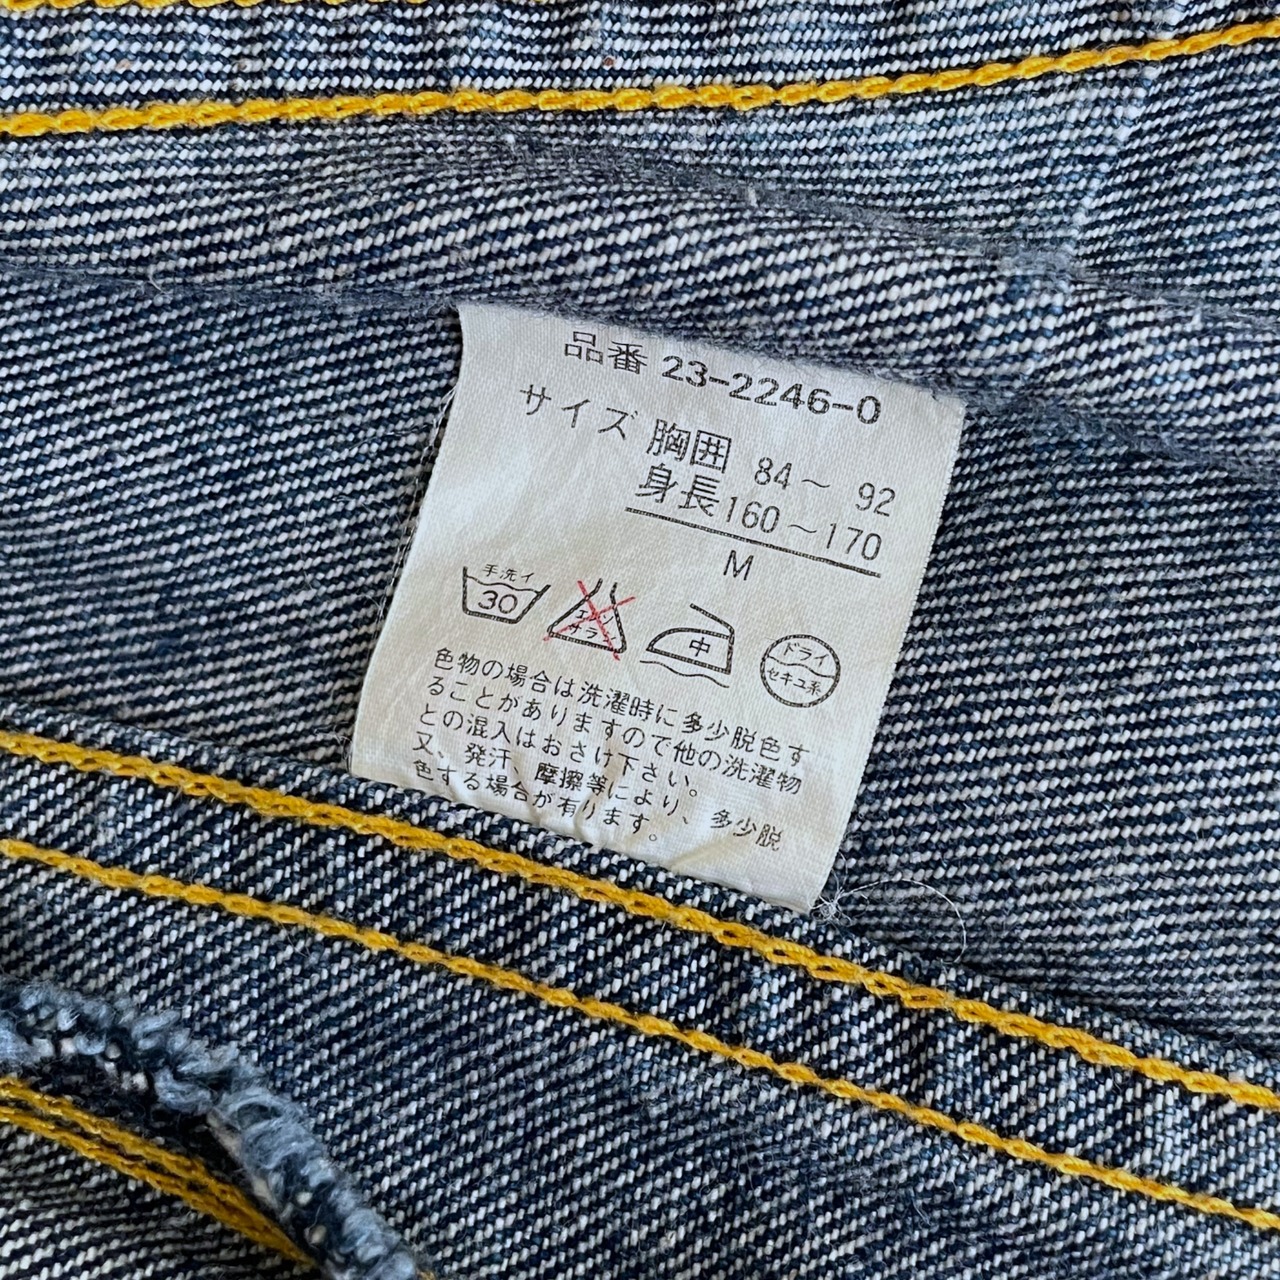 品番 23-2246-0
サイズ 胸囲 84～ 92
身長160～170
M
手洗イ
30
エンソ
サラシ
中
ドライ
セキユ系
色物の場合は洗濯時に多少脱色す
ることがありますので他の洗濯物
との混入はおさけ下さい。
又、発汗、摩擦等により、多少脱
色する場合が有ります。